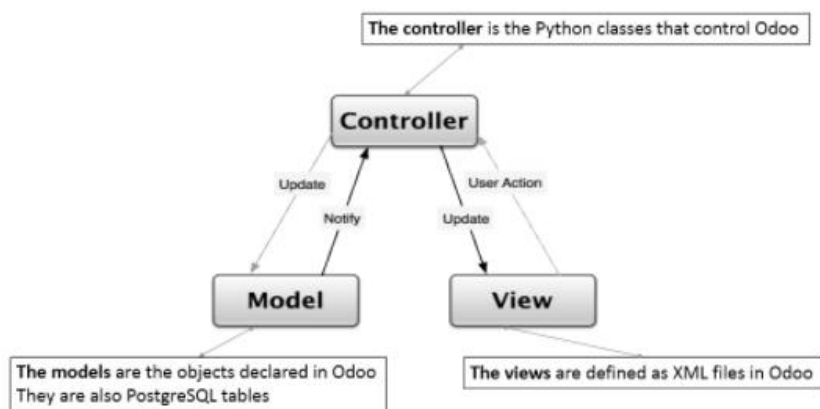 The controller is the Python classes that control Odoo
Controller
Update
User Action
Notify
Update
Model
View
The models are the objects declared in Odoo
They are also PostgreSQL tables
The views are defined as XML files in Odoo